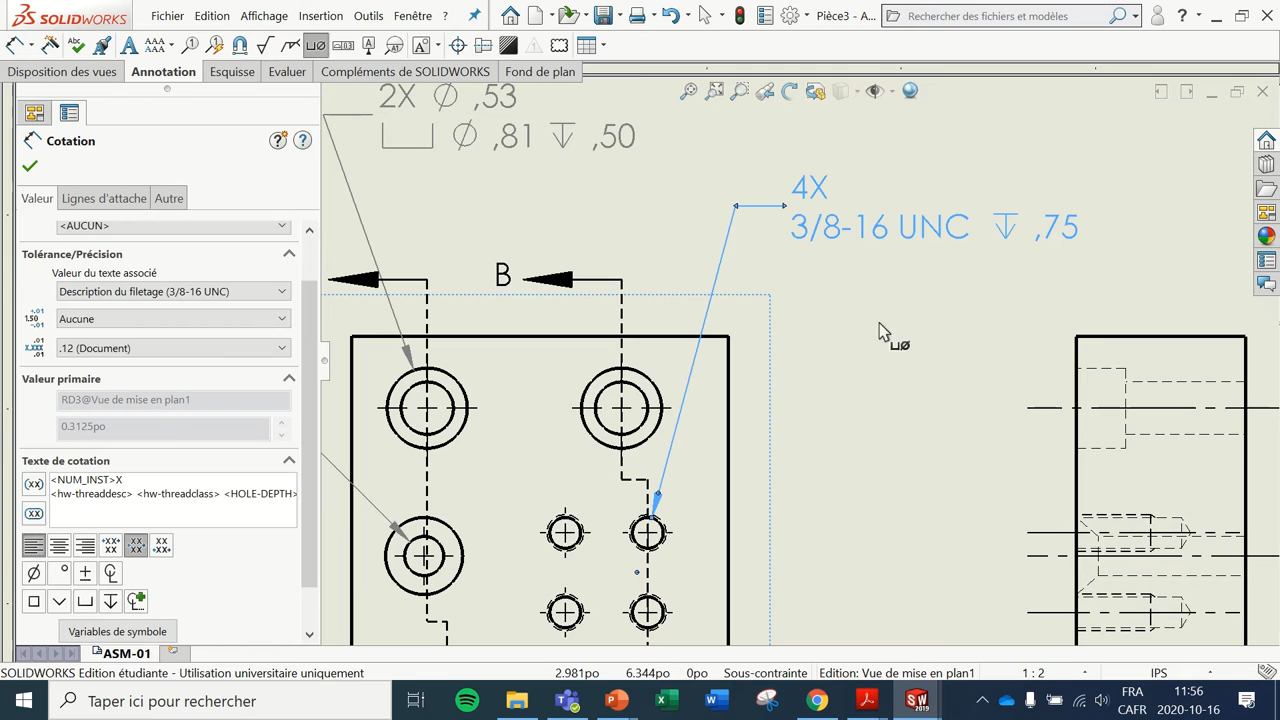 SOLIDWORKS
Fichier Edition Affichage Insertion Outils Fenêtre
Pièce3 - A...
Rechercher des fichiers et modèles
?
Disposition des vues Annotation Esquisse Evaluer Compléments de SOLIDWORKS Fond de plan
Cotation
Valeur Lignes d'attache Autre
<AUCUN>
Tolérance/Précision
Valeur du texte associé
Description du filetage (3/8-16 UNC)
Aucune
.12 (Document)
Valeur primaire
RD3@Vue de mise en plan1
0.3125po
Texte de cotation
<NUM_INST>X
<hw-threaddesc> <hw-threadclass> <HOLE-DEPTH>
Variables de symbole
2X ∅ ,53
⌴ ∅ ,81 ↧ ,50
4X
3/8-16 UNC ↧ ,75
B
ASM-01
SOLIDWORKS Edition étudiante - Utilisation universitaire uniquement
2.981po 6.344po 0po Sous-contrainte Edition: Vue de mise en plan1 1 : 2 IPS
Taper ici pour rechercher
FRA
CAFR
11:56
2020-10-16